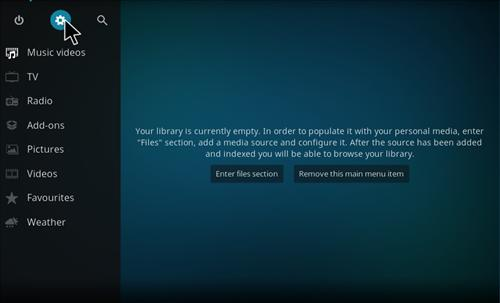 Music videos
TV
Radio
Add-ons
Pictures
Videos
Favourites
Weather
Your library is currently empty. In order to populate it with your personal media, enter
"Files" section, add a media source and configure it. After the source has been added
and indexed you will be able to browse your library.
Enter files section
Remove this main menu item